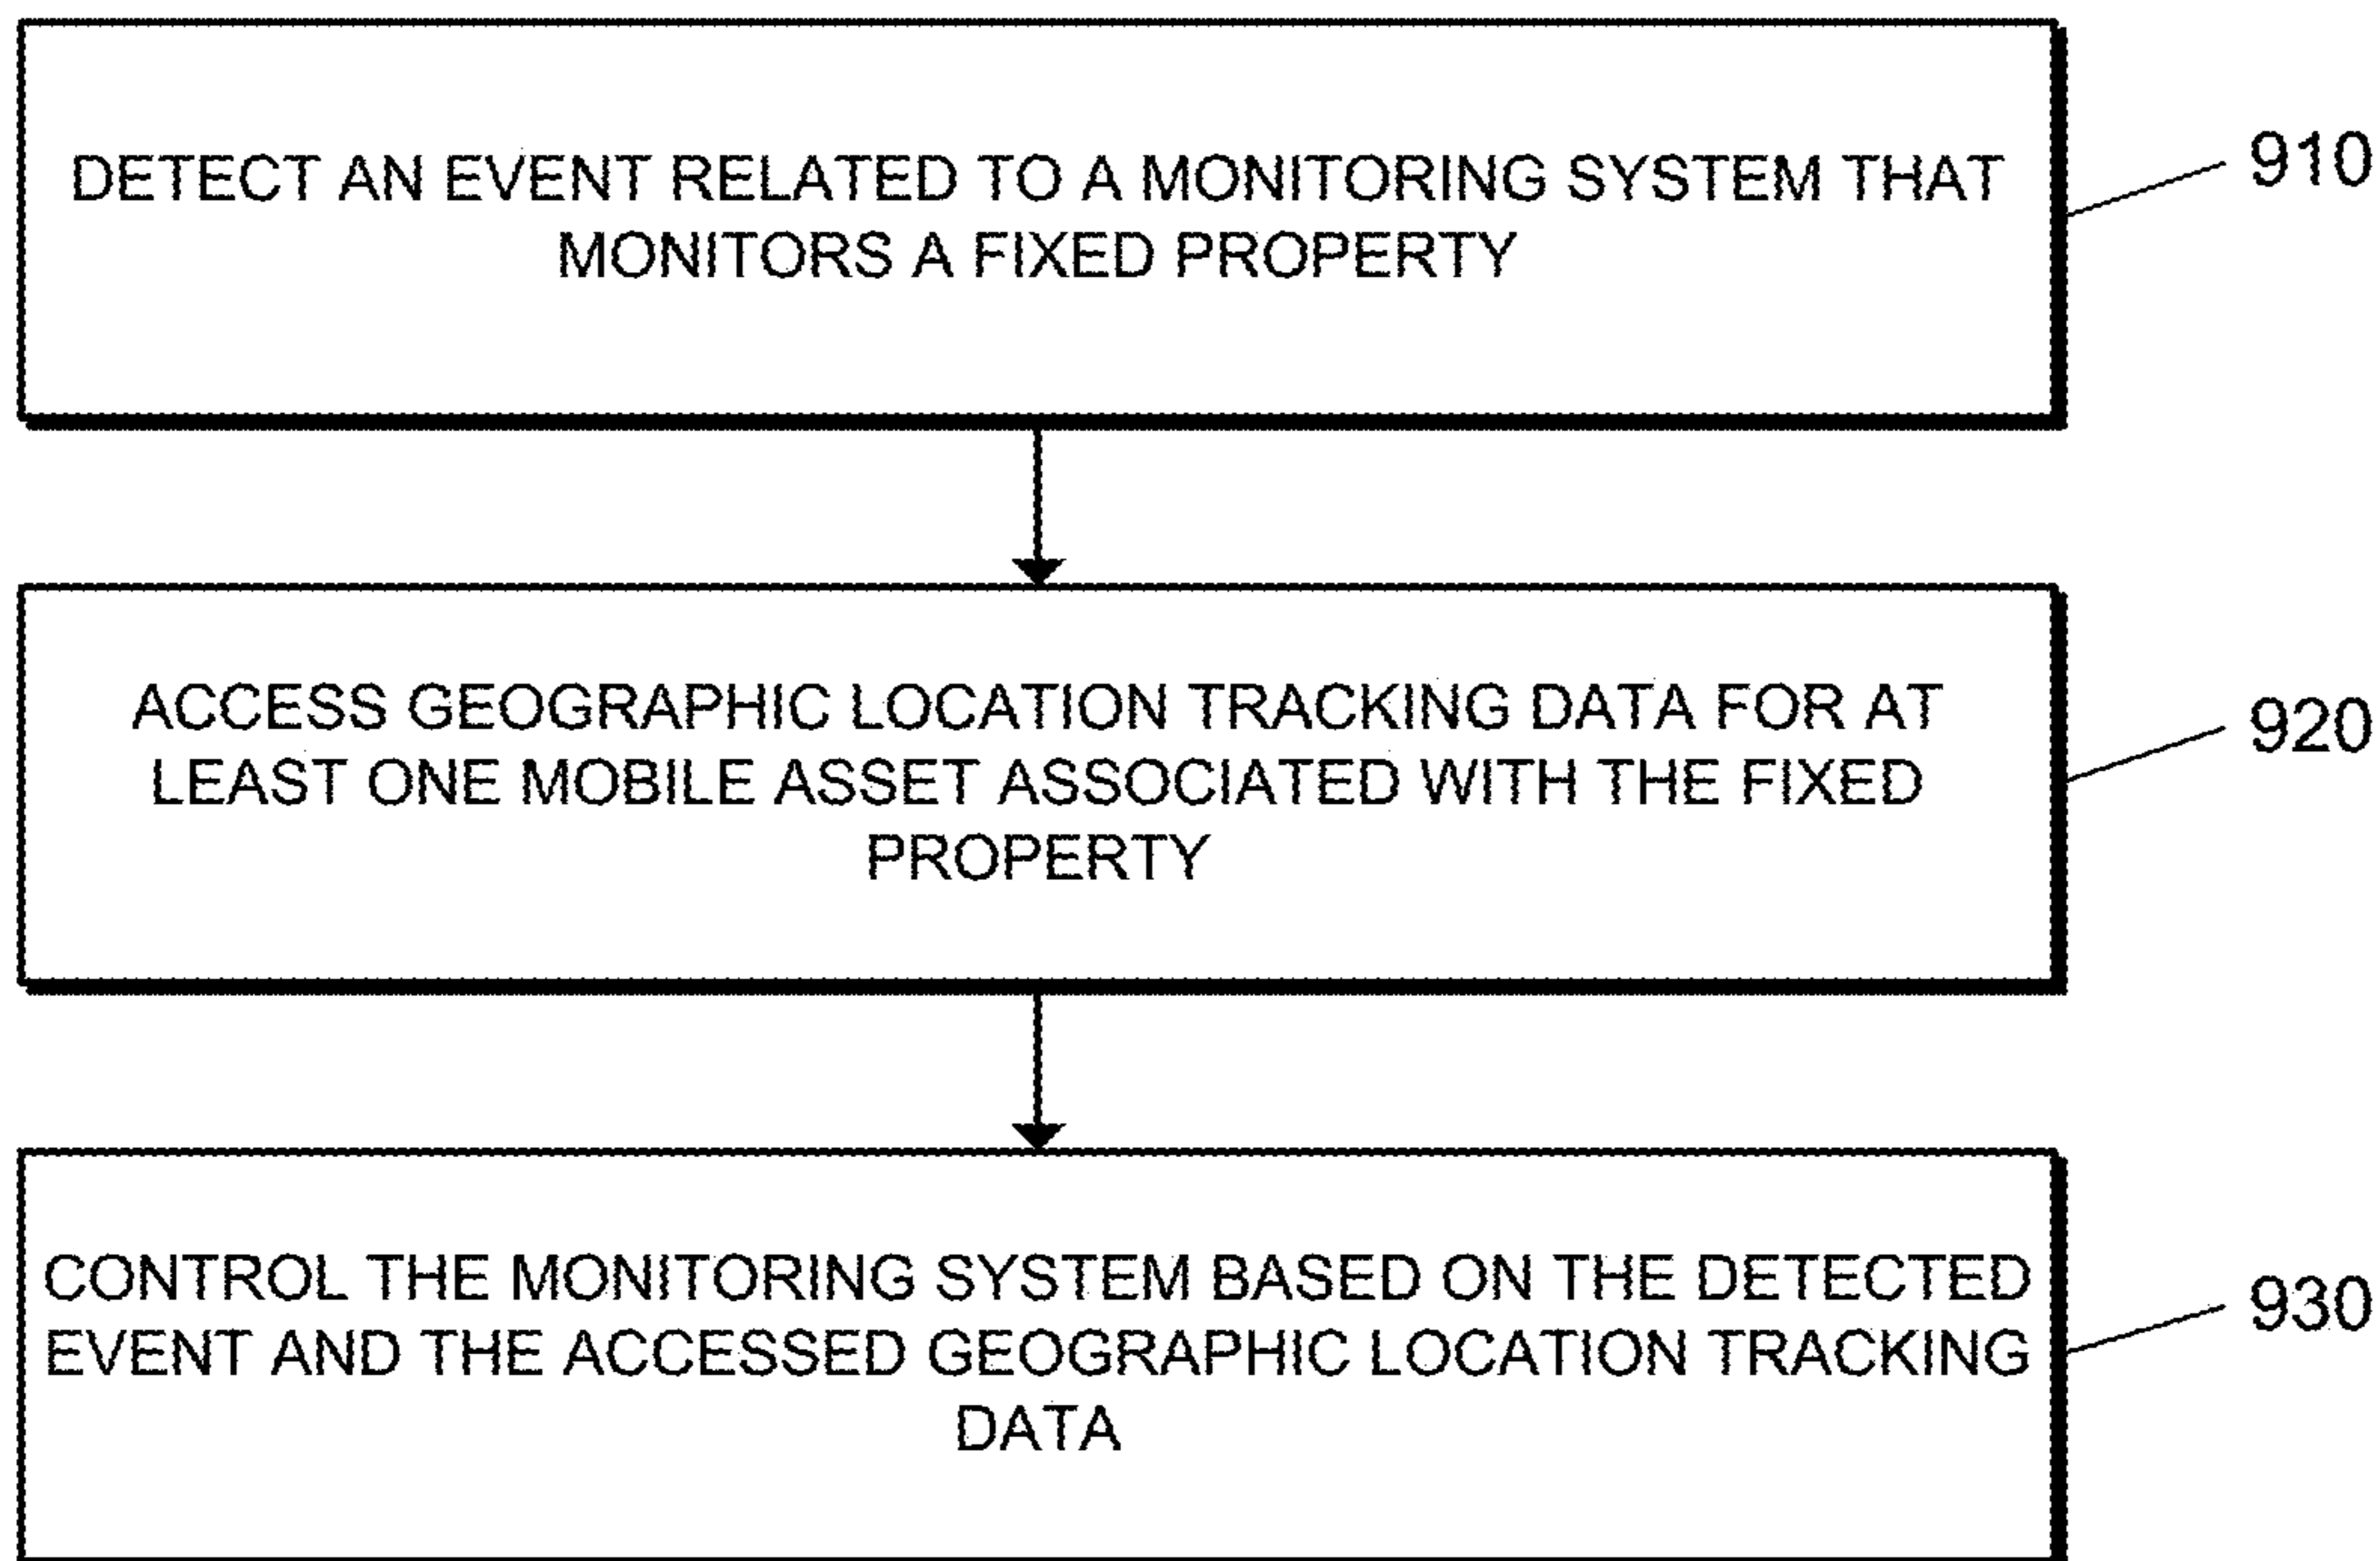 DETECT AN EVENT RELATED TO A MONITORING SYSTEM THAT
MONITORS A FIXED PROPERTY
910
ACCESS GEOGRAPHIC LOCATION TRACKING DATA FOR AT
LEAST ONE MOBILE ASSET ASSOCIATED WITH THE FIXED
PROPERTY
920
CONTROL THE MONITORING SYSTEM BASED ON THE DETECTED
EVENT AND THE ACCESSED GEOGRAPHIC LOCATION TRACKING
DATA
930